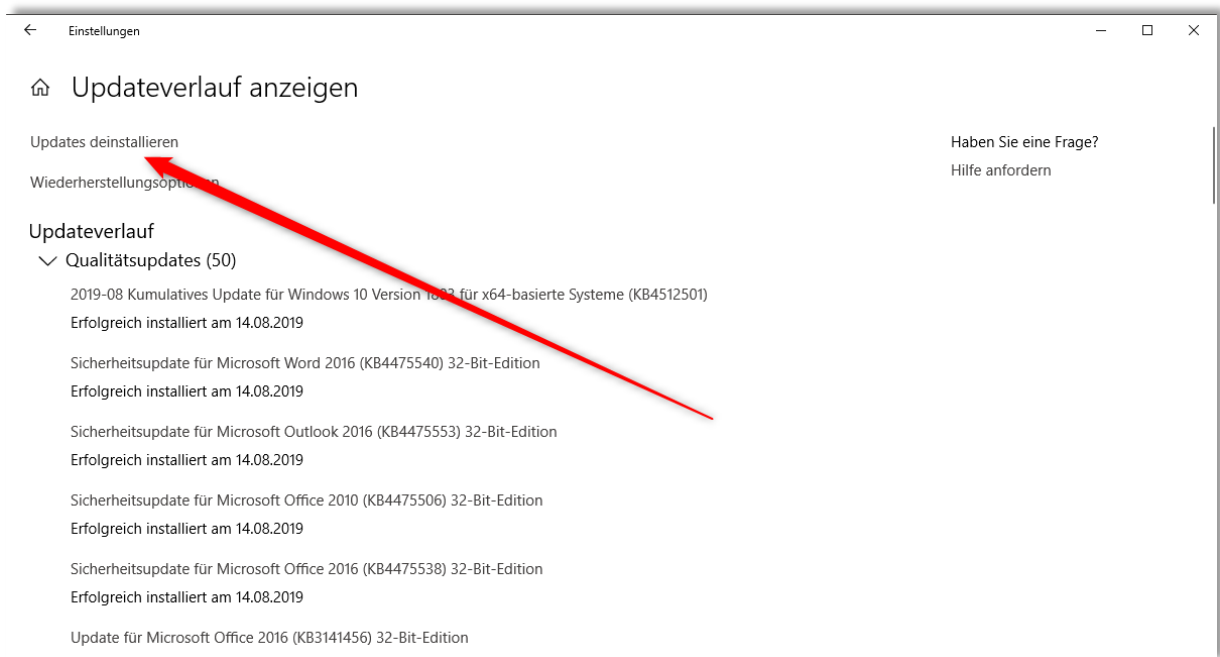 Einstellungen
Updateverlauf anzeigen
Updates deinstallieren
Wiederherstellungsoptionen
Haben Sie eine Frage?
Hilfe anfordern
Updateverlauf
Qualitätsupdates (50)
2019-08 Kumulatives Update für Windows 10 Version 1803 für x64-basierte Systeme (KB4512501)
Erfolgreich installiert am 14.08.2019
Sicherheitsupdate für Microsoft Word 2016 (KB4475540) 32-Bit-Edition
Erfolgreich installiert am 14.08.2019
Sicherheitsupdate für Microsoft Outlook 2016 (KB4475553) 32-Bit-Edition
Erfolgreich installiert am 14.08.2019
Sicherheitsupdate für Microsoft Office 2010 (KB4475506) 32-Bit-Edition
Erfolgreich installiert am 14.08.2019
Sicherheitsupdate für Microsoft Office 2016 (KB4475538) 32-Bit-Edition
Erfolgreich installiert am 14.08.2019
Update für Microsoft Office 2016 (KB3141456) 32-Bit-Edition